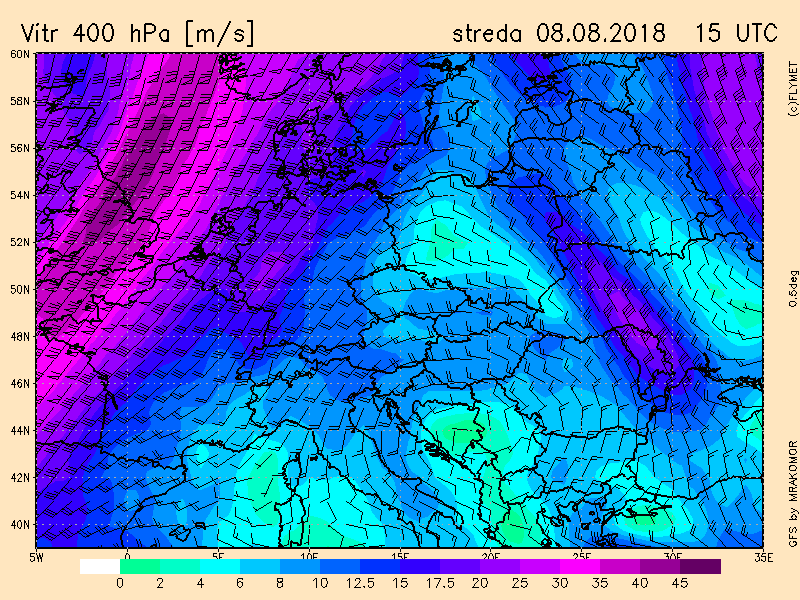 Vítr 400 hPa [m/s] streda 08.08.2018 15 UTC
60N
58N
56N
54N
52N
50N
48N
46N
44N
42N
40N
5W 0 5E 10E 15E 20E 25E 30E 35E
0 2 4 6 8 10 12.5 15 17.5 20 25 30 35 40 45
(c)FLYMET
0.5deg
GFS by MRAKOMOR